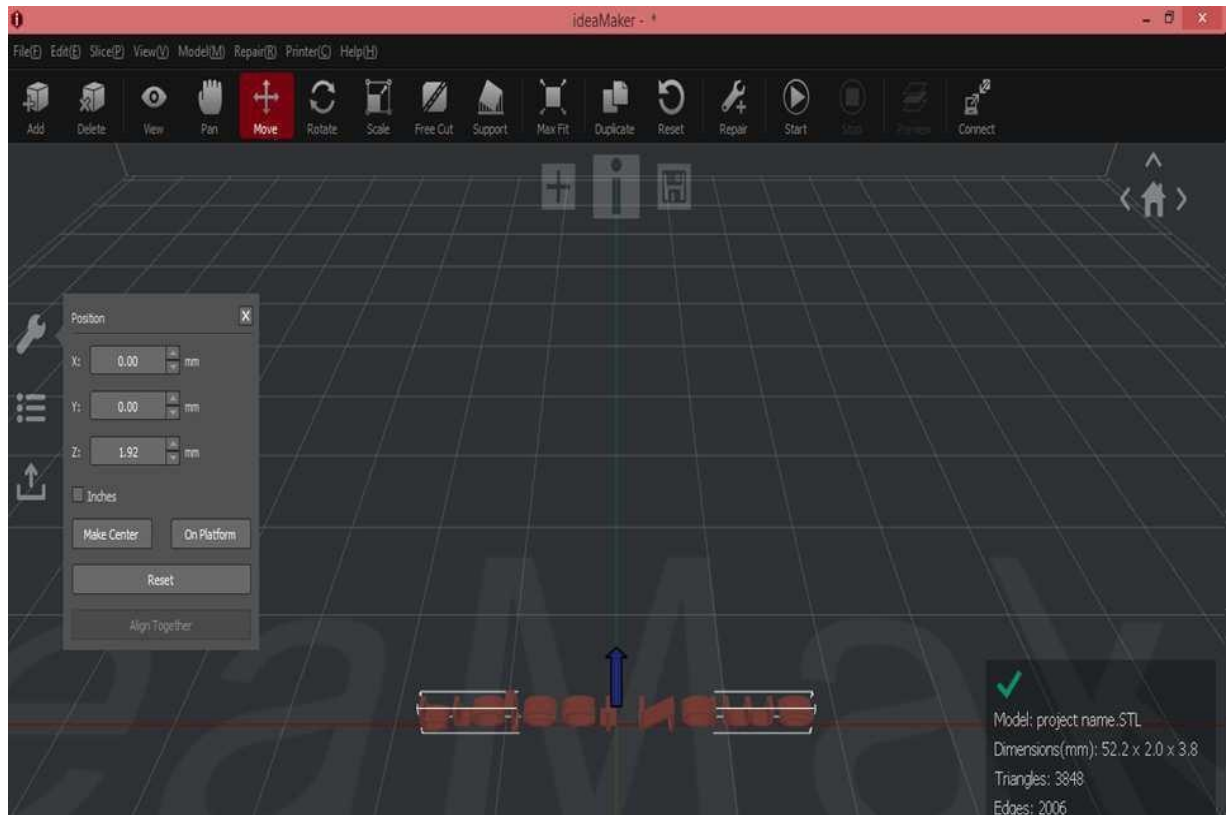 ideaMaker - *
File(F) Edit(E) Slice(P) View(V) Model(M) Repair(R) Printer(C) Help(H)
Add Delete View Pan Move Rotate Scale Free Cut Support Max Fit Duplicate Reset Repair Start Stop Preview Connect
Position
X: 0.00 mm
Y: 0.00 mm
Z: 1.92 mm
Inches
Make Center On Platform
Reset
Align Together
eaMak
Model: project name.STL
Dimensions(mm): 52.2 x 2.0 x 3.8
Triangles: 3848
Edges: 2006